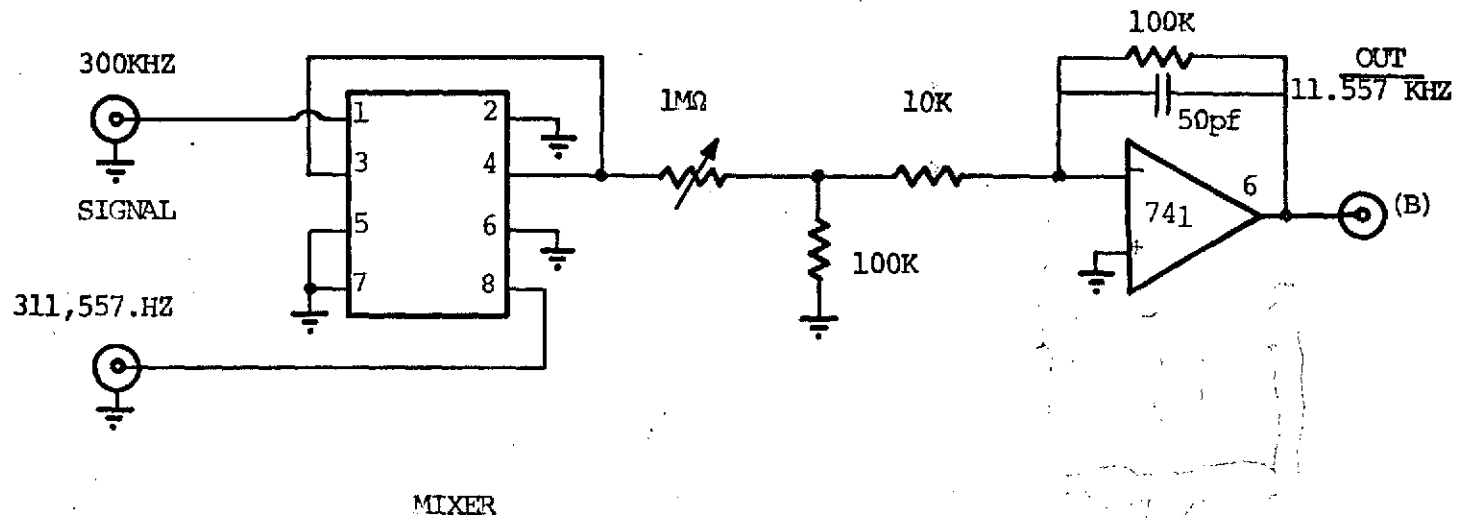 300KHZ
SIGNAL
311,557.HZ
1
2
3
4
5
6
7
8
1MΩ
100K
10K
100K
50pf
OUT
11.557 KHZ
741
-
+
6
(B)
MIXER